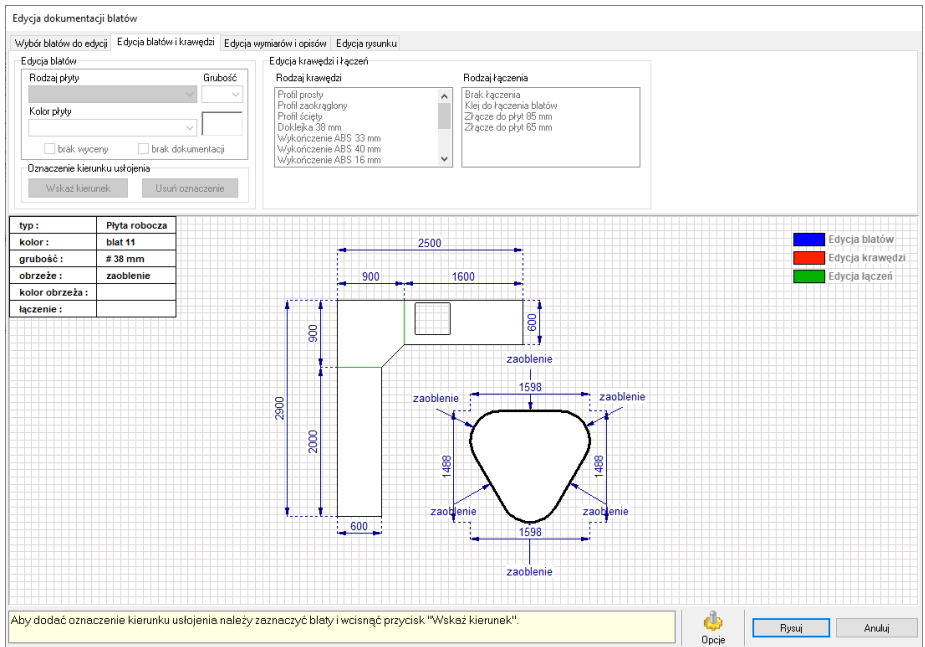 Edycja dokumentacji blatów
Wybór blatów do edycji Edycja blatów i krawędzi Edycja wymiarów i opisów Edycja rysunku
Edycja blatów
Rodzaj płyty Grubość
Kolor płyty
brak wyceny brak dokumentacji
Oznaczenie kierunku usłojenia
Wskaż kierunek Usuń oznaczenie
Edycja krawędzi i łączeń
Rodzaj krawędzi
Profil prosty
Profil zaokrąglony
Profil ścięty
Doklejka 38 mm
Wykończenie ABS 33 mm
Wykończenie ABS 40 mm
Wykończenie ABS 16 mm
Rodzaj łączenia
Brak łączenia
Klej do łączenia blatów
Złącze do płyt 85 mm
Złącze do płyt 65 mm
typ : Płyta robocza
kolor : blat 11
grubość : # 38 mm
obrzeże : zaoblenie
kolor obrzeża :
łączenie :
Edycja blatów
Edycja krawędzi
Edycja łączeń
2500
900 1600
900
600
2900
2000
600
zaoblenie
1598
zaoblenie
zaoblenie
1488
1488
zaoblenie
zaoblenie
1598
zaoblenie
Aby dodać oznaczenie kierunku usłojenia należy zaznaczyć blaty i wcisnąć przycisk "Wskaż kierunek".
Opcje
Rysuj
Anuluj